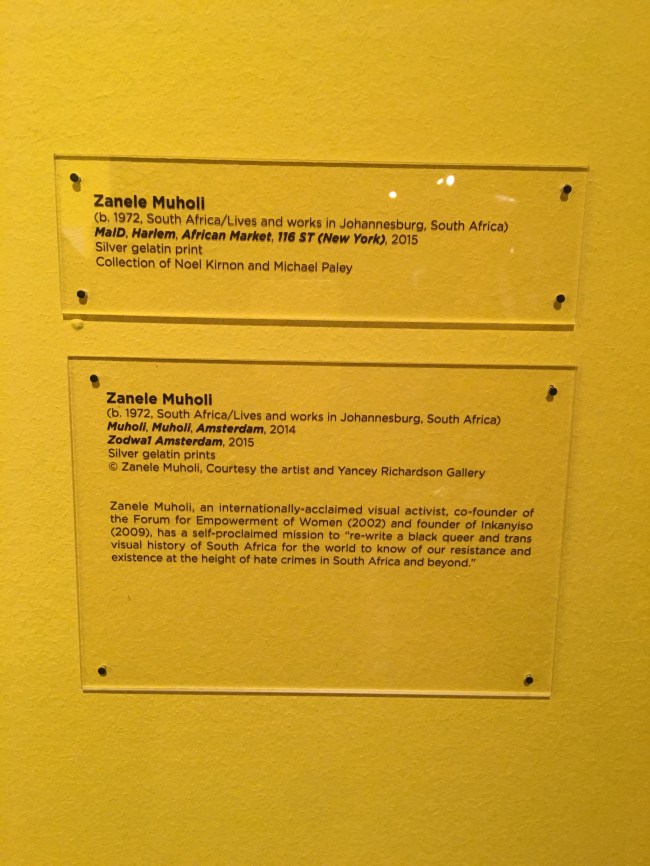 Zanele Muholi
(b. 1972, South Africa/Lives and works in Johannesburg, South Africa)
MaID, Harlem, African Market, 116 ST (New York), 2015
Silver gelatin print
Collection of Noel Kirnon and Michael Paley
Zanele Muholi
(b. 1972, South Africa/Lives and works in Johannesburg, South Africa)
Muholi, Muholi, Amsterdam, 2014
Zodwa1 Amsterdam, 2015
Silver gelatin prints
© Zanele Muholi, Courtesy the artist and Yancey Richardson Gallery
Zanele Muholi, an internationally-acclaimed visual activist, co-founder of
the Forum for Empowerment of Women (2002) and founder of Inkanyiso
(2009), has a self-proclaimed mission to "re-write a black queer and trans
visual history of South Africa for the world to know of our resistance and
existence at the height of hate crimes in South Africa and beyond."